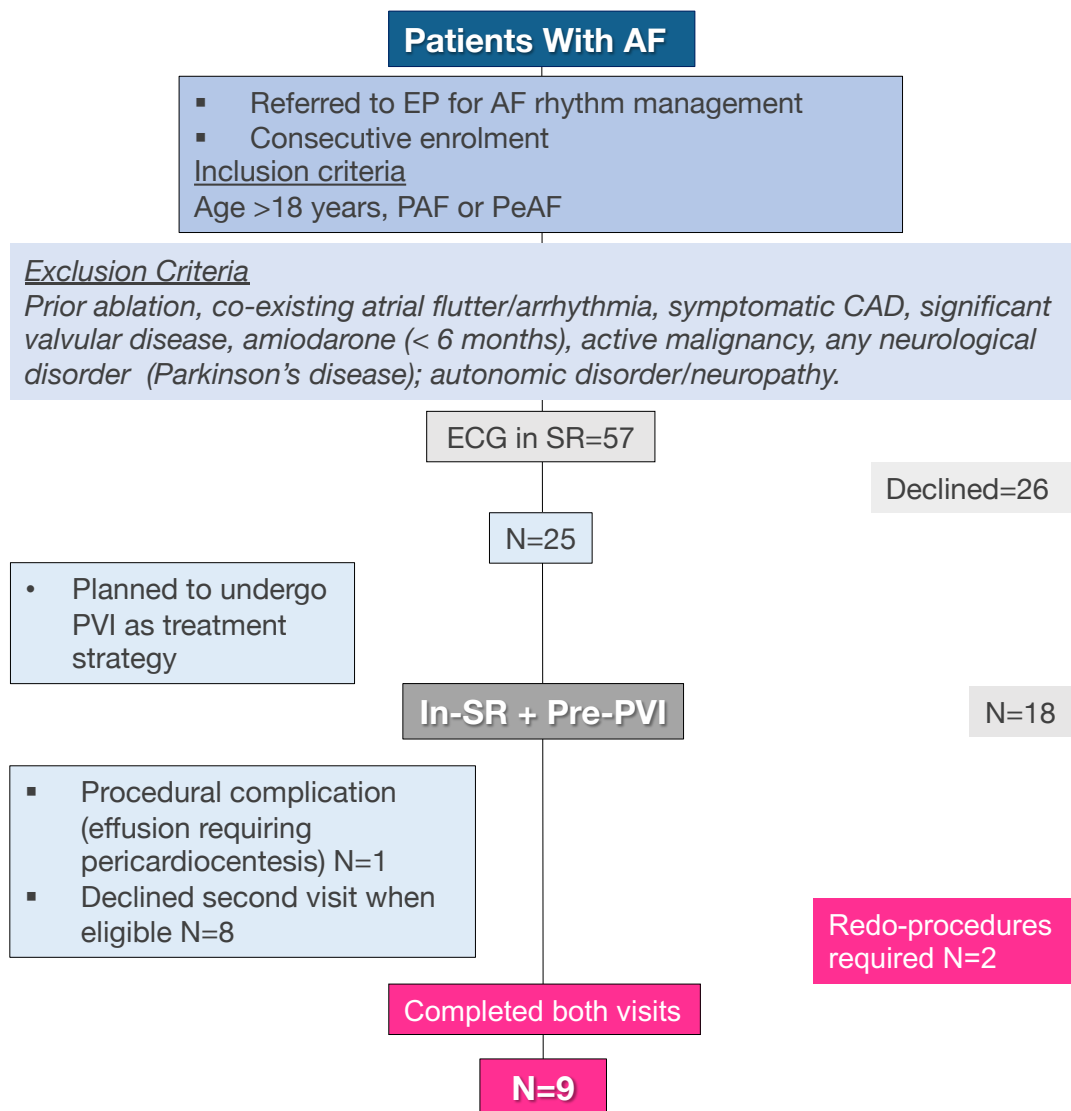 Patients With AF
▪ Referred to EP for AF rhythm management
▪ Consecutive enrolment
Inclusion criteria
Age >18 years, PAF or PeAF
Exclusion Criteria
Prior ablation, co-existing atrial flutter/arrhythmia, symptomatic CAD, significant
valvular disease, amiodarone (< 6 months), active malignancy, any neurological
disorder (Parkinson's disease); autonomic disorder/neuropathy.
ECG in SR=57
Declined=26
N=25
• Planned to undergo
PVI as treatment
strategy
In-SR + Pre-PVI
N=18
▪ Procedural complication
(effusion requiring
pericardiocentesis) N=1
▪ Declined second visit when
eligible N=8
Redo-procedures
required N=2
Completed both visits
N=9